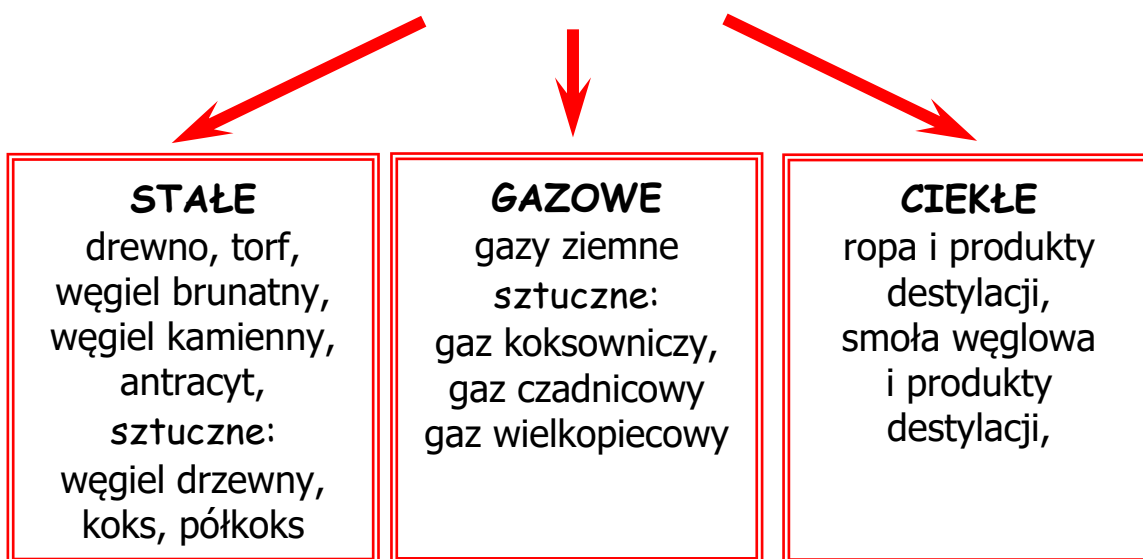 STAŁE
drewno, torf,
węgiel brunatny,
węgiel kamienny,
antracyt,
sztuczne:
węgiel drzewny,
koks, półkoks
GAZOWE
gazy ziemne
sztuczne:
gaz koksowniczy,
gaz czadnicowy
gaz wielkopiecowy
CIEKŁE
ropa i produkty
destylacji,
smoła węglowa
i produkty
destylacji,